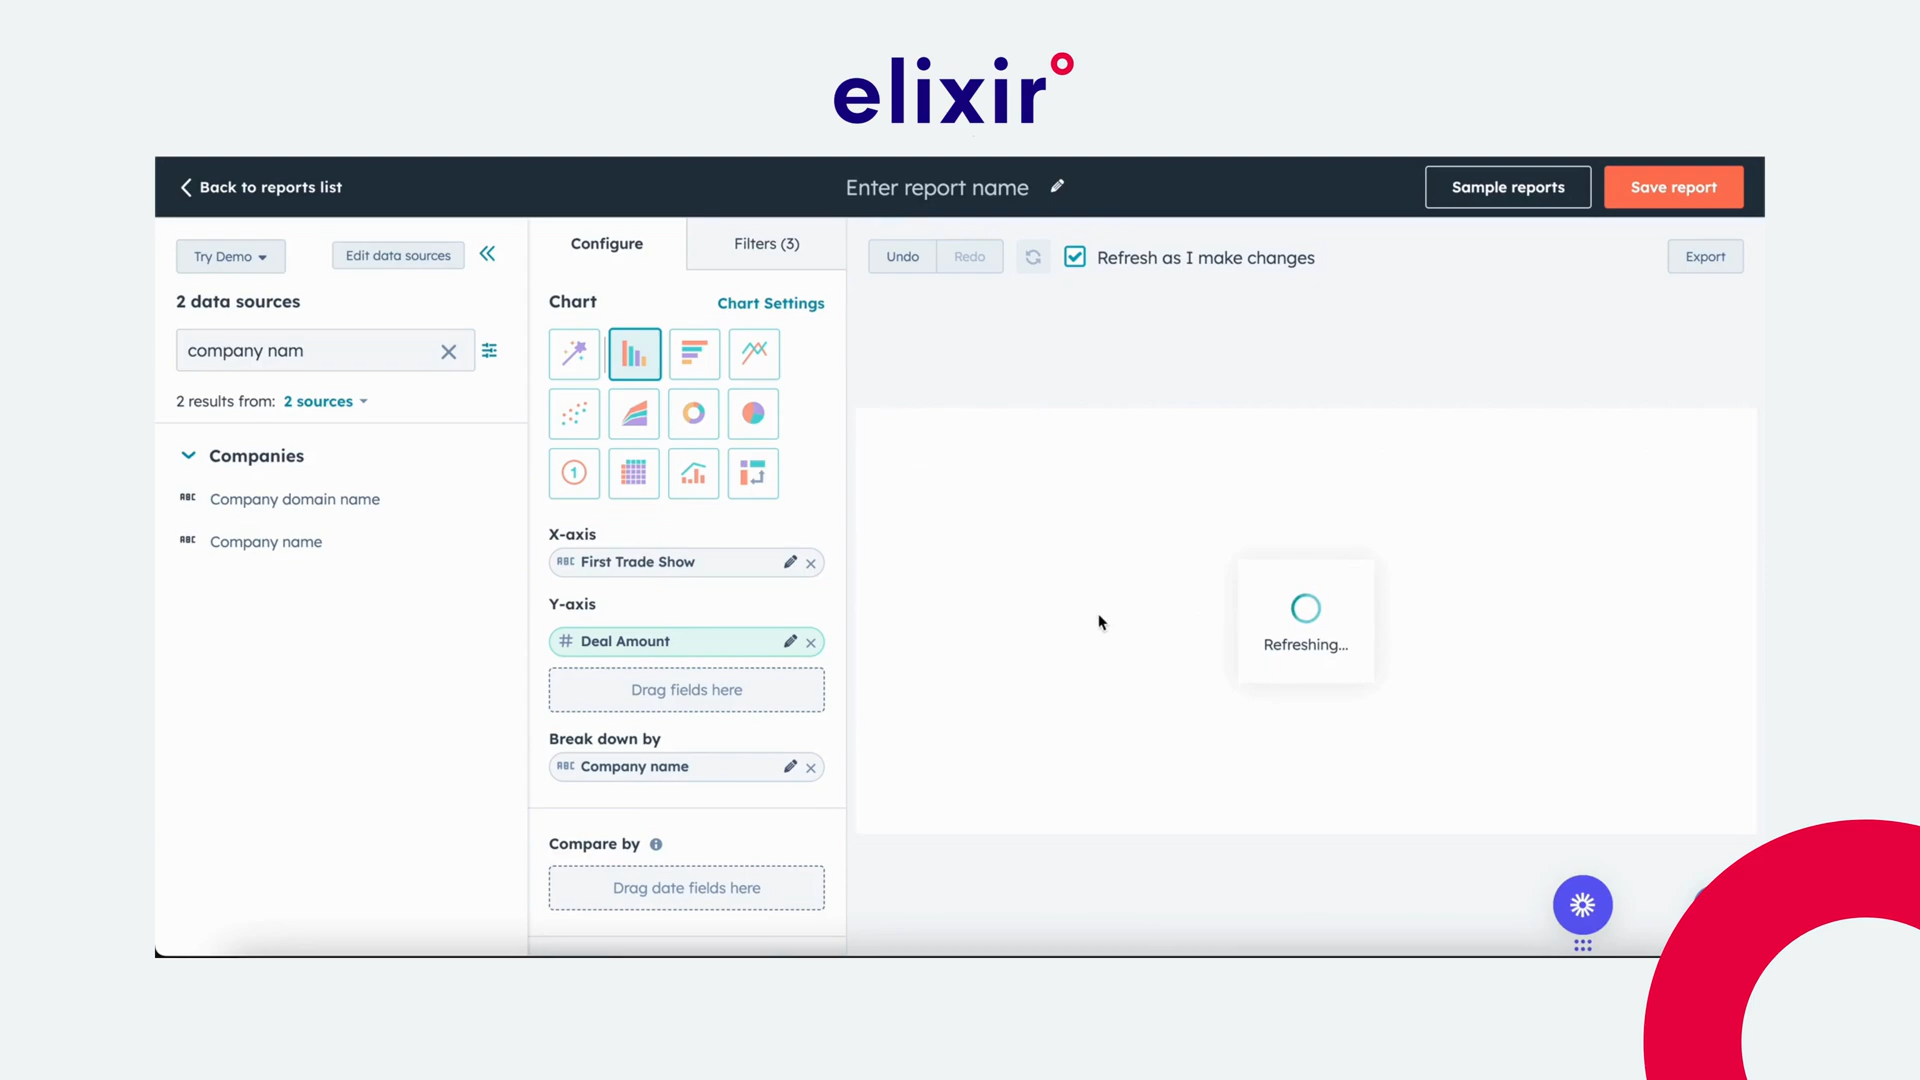 elixir
Back to reports list
Enter report name
Sample reports
Save report
Try Demo
Edit data sources
2 data sources
company nam
2 results from: 2 sources
Companies
ABC Company domain name
ABC Company name
Configure
Filters (3)
Chart
Chart Settings
1
X-axis
ABC First Trade Show
Y-axis
# Deal Amount
Drag fields here
Break down by
ABC Company name
Compare by
Drag date fields here
Undo
Redo
Refresh as I make changes
Export
Refreshing...